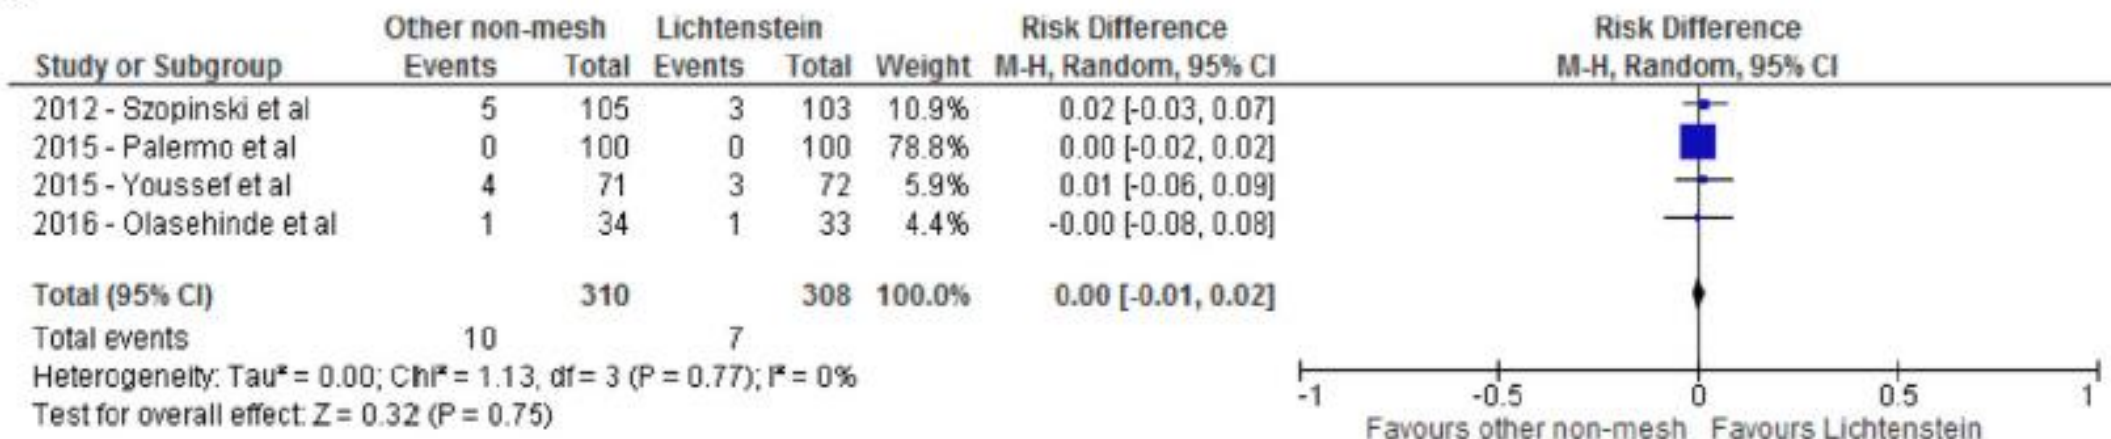 Other non-mesh Lichtenstein Risk Difference Risk Difference
Study or Subgroup Events Total Events Total Weight M-H, Random, 95% CI M-H, Random, 95% CI
2012 - Szopinski et al 5 105 3 103 10.9% 0.02 [-0.03, 0.07]
2015 - Palermo et al 0 100 0 100 78.8% 0.00 [-0.02, 0.02]
2015 - Youssef et al 4 71 3 72 5.9% 0.01 [-0.06, 0.09]
2016 - Olasehinde et al 1 34 1 33 4.4% -0.00 [-0.08, 0.08]
Total (95% CI) 310 308 100.0% 0.00 [-0.01, 0.02]
Total events 10 7
Heterogeneity: Tau² = 0.00; Chi² = 1.13, df = 3 (P = 0.77); I² = 0%
Test for overall effect: Z = 0.32 (P = 0.75)
-1 -0.5 0 0.5 1
Favours other non-mesh Favours Lichtenstein